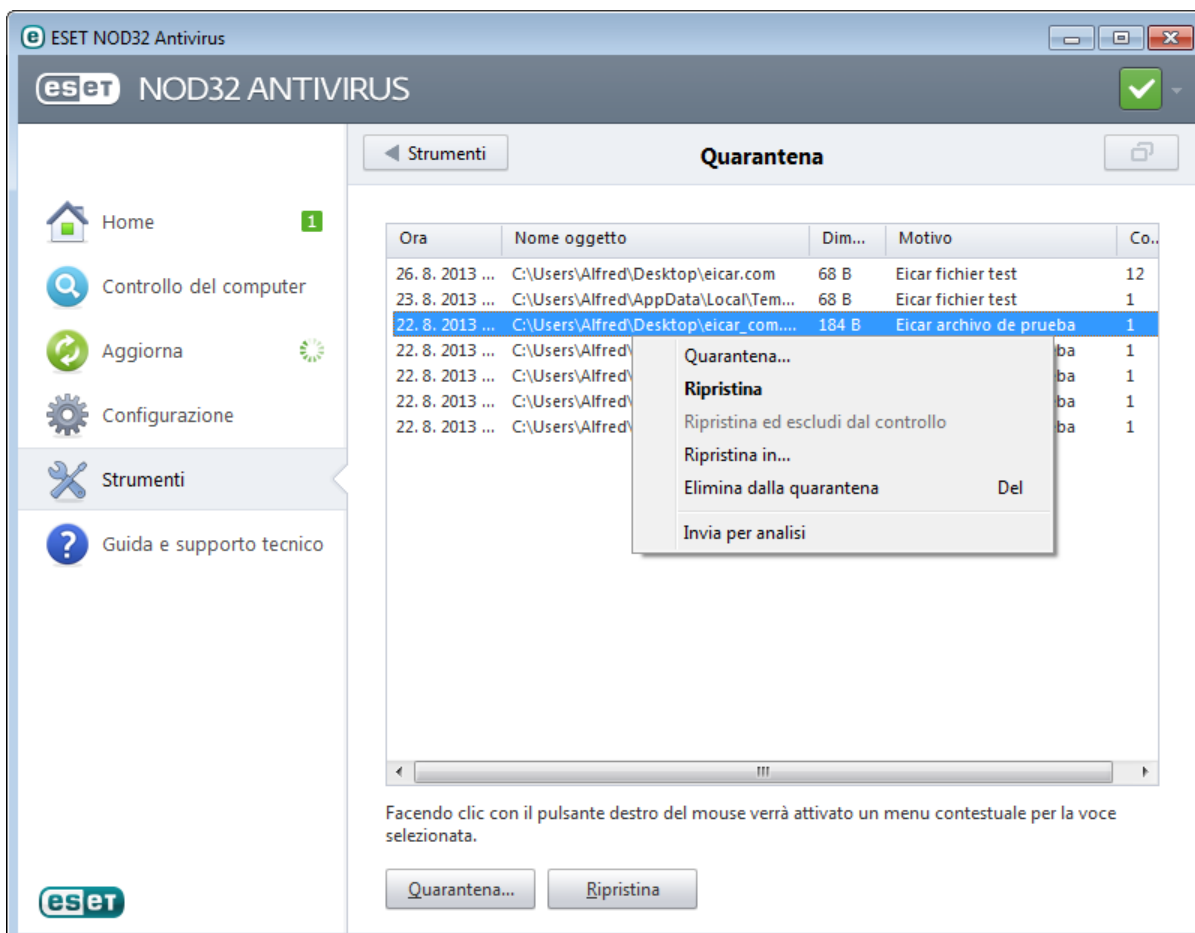 ESET NOD32 Antivirus
eset NOD32 ANTIVIRUS
Strumenti
Quarantena
Home 1
Controllo del computer
Aggiorna
Configurazione
Strumenti
Guida e supporto tecnico
Ora Nome oggetto Dim... Motivo Co..
26. 8. 2013 ... C:\Users\Alfred\Desktop\eicar.com 68 B Eicar fichier test 12
23. 8. 2013 ... C:\Users\Alfred\AppData\Local\Tem... 68 B Eicar fichier test 1
22. 8. 2013 ... C:\Users\Alfred\Desktop\eicar_com.... 184 B Eicar archivo de prueba 1
22. 8. 2013 ... C:\Users\Alfred\ ba 1
22. 8. 2013 ... C:\Users\Alfred\ ba 1
22. 8. 2013 ... C:\Users\Alfred\ ba 1
22. 8. 2013 ... C:\Users\Alfred\ ba 1
Quarantena...
Ripristina
Ripristina ed escludi dal controllo
Ripristina in...
Elimina dalla quarantena Del
Invia per analisi
Facendo clic con il pulsante destro del mouse verrà attivato un menu contestuale per la voce
selezionata.
Quarantena... Ripristina
eset